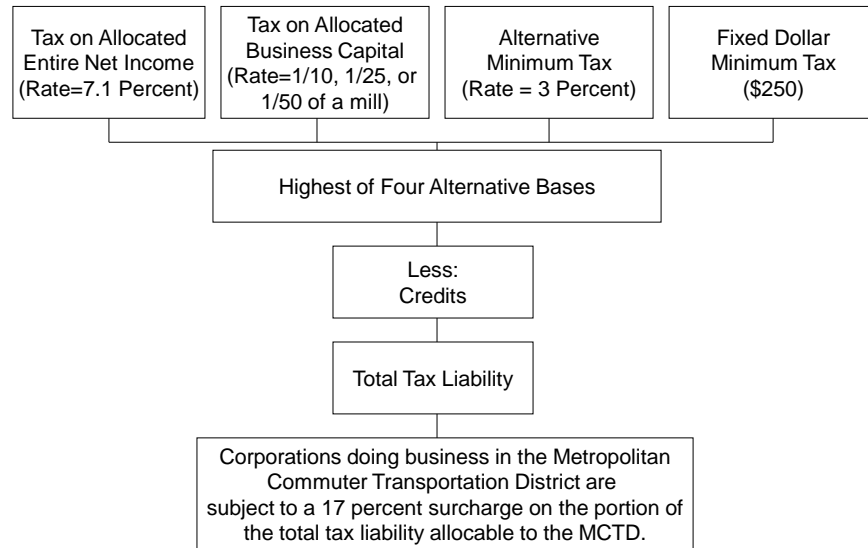 Tax on Allocated
Entire Net Income
(Rate=7.1 Percent)
Tax on Allocated
Business Capital
(Rate=1/10, 1/25, or
1/50 of a mill)
Alternative
Minimum Tax
(Rate = 3 Percent)
Fixed Dollar
Minimum Tax
($250)
Highest of Four Alternative Bases
Less:
Credits
Total Tax Liability
Corporations doing business in the Metropolitan
Commuter Transportation District are
subject to a 17 percent surcharge on the portion of
the total tax liability allocable to the MCTD.